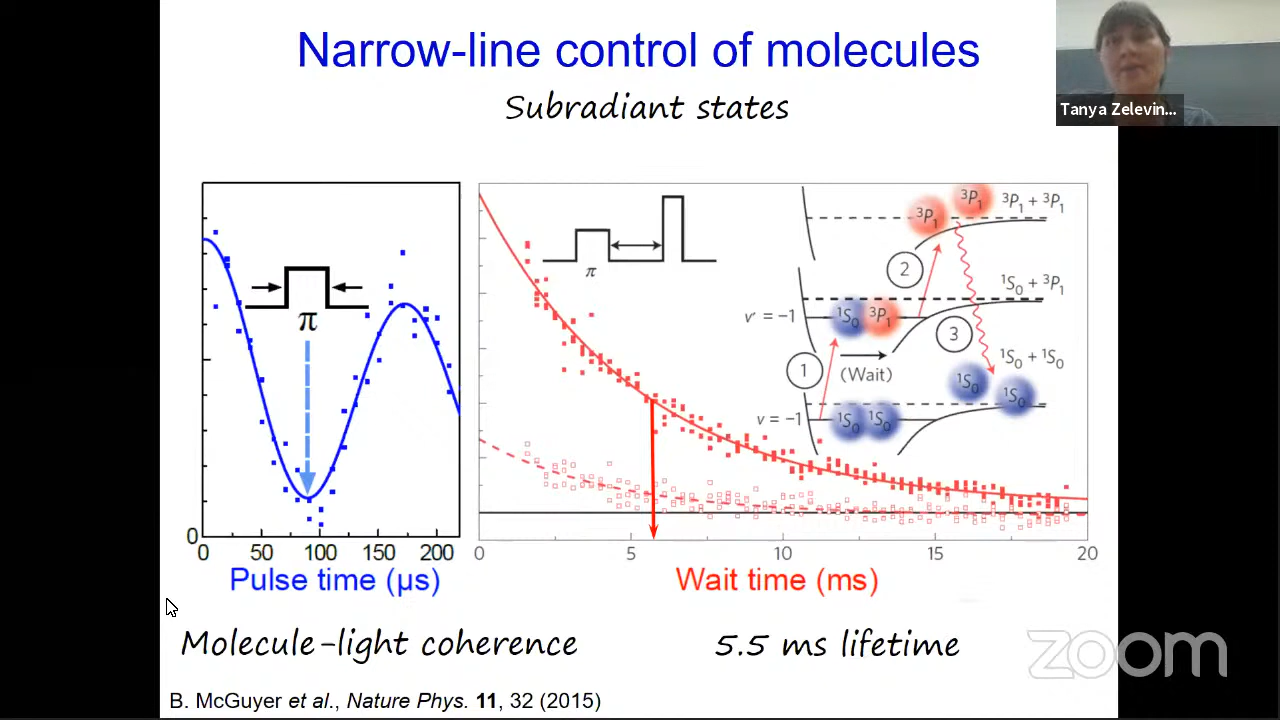 Narrow-line control of molecules
Subradiant states
Tanya Zelevin...
π
0
0 50 100 150 200
Pulse time (µs)
π
0 5 10 15 20
Wait time (ms)
³P₁ ³P₁ ³P₁ + ³P₁
2
¹S₀ + ³P₁
v' = −1 ¹S₀ ³P₁
3
1 (Wait)
¹S₀ + ¹S₀
¹S₀ ¹S₀
v = −1 ¹S₀ ¹S₀
Molecule-light coherence
5.5 ms lifetime
B. McGuyer et al., Nature Phys. 11, 32 (2015)
zoom